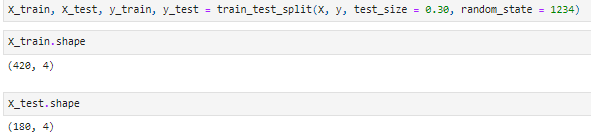 X_train, X_test, y_train, y_test = train_test_split(X, y, test_size = 0.30, random_state = 1234)
X_train.shape
(420, 4)
X_test.shape
(180, 4)